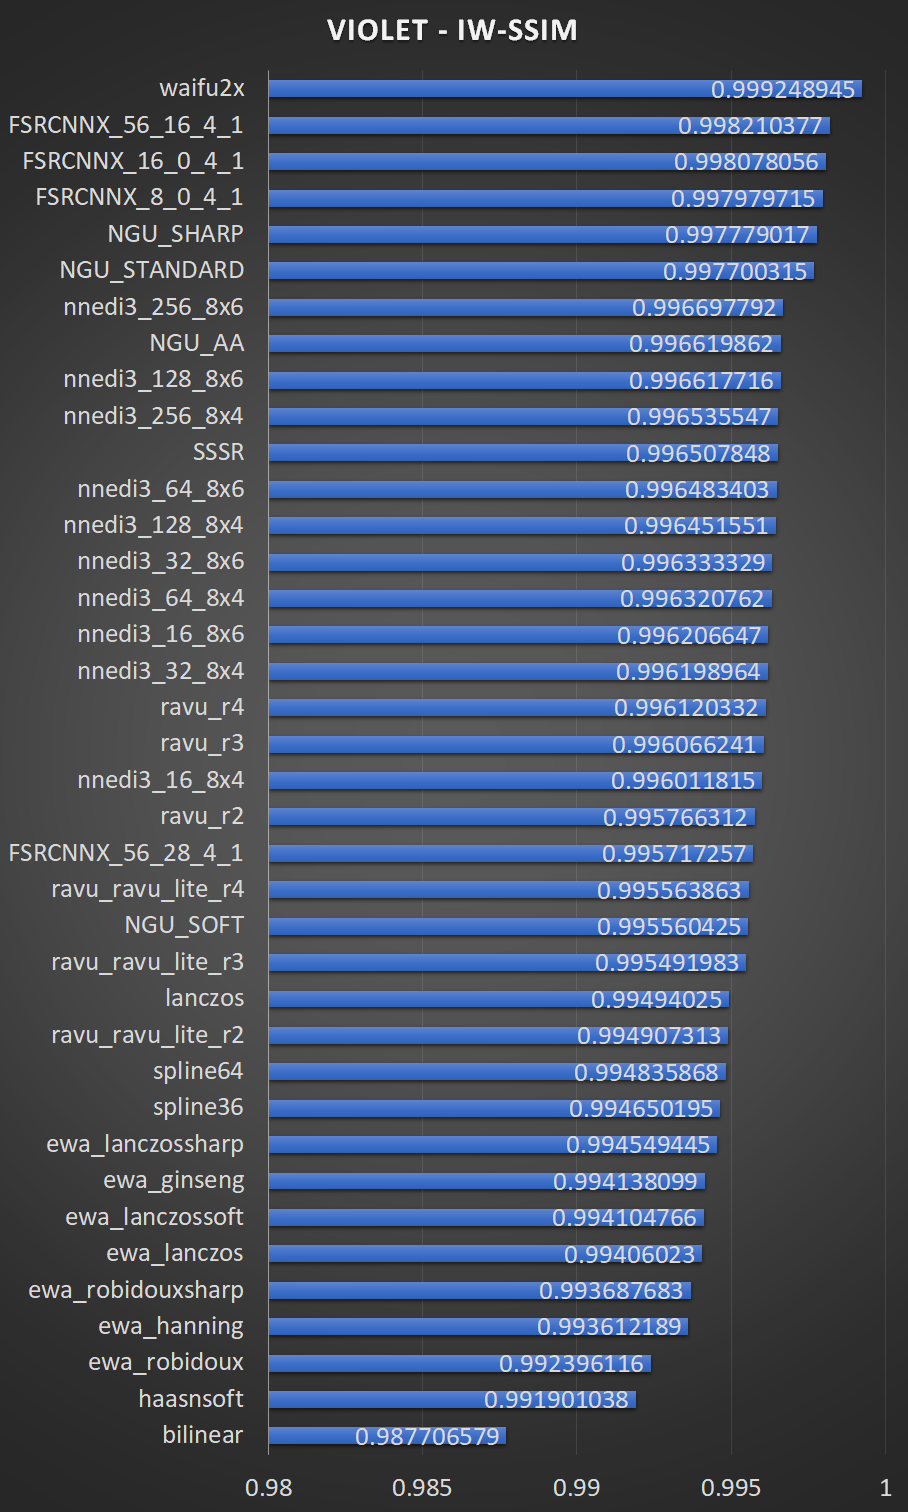 VIOLET - IW-SSIM
waifu2x 0.999248945
FSRCNNX_56_16_4_1 0.998210377
FSRCNNX_16_0_4_1 0.998078056
FSRCNNX_8_0_4_1 0.997979715
NGU_SHARP 0.997779017
NGU_STANDARD 0.997700315
nnedi3_256_8x6 0.996697792
NGU_AA 0.996619862
nnedi3_128_8x6 0.996617716
nnedi3_256_8x4 0.996535547
SSSR 0.996507848
nnedi3_64_8x6 0.996483403
nnedi3_128_8x4 0.996451551
nnedi3_32_8x6 0.996333329
nnedi3_64_8x4 0.996320762
nnedi3_16_8x6 0.996206647
nnedi3_32_8x4 0.996198964
ravu_r4 0.996120332
ravu_r3 0.996066241
nnedi3_16_8x4 0.996011815
ravu_r2 0.995766312
FSRCNNX_56_28_4_1 0.995717257
ravu_ravu_lite_r4 0.995563863
NGU_SOFT 0.995560425
ravu_ravu_lite_r3 0.995491983
lanczos 0.99494025
ravu_ravu_lite_r2 0.994907313
spline64 0.994835868
spline36 0.994650195
ewa_lanczossharp 0.994549445
ewa_ginseng 0.994138099
ewa_lanczossoft 0.994104766
ewa_lanczos 0.99406023
ewa_robidouxsharp 0.993687683
ewa_hanning 0.993612189
ewa_robidoux 0.992396116
haasnsoft 0.991901038
bilinear 0.987706579
0.98 0.985 0.99 0.995 1